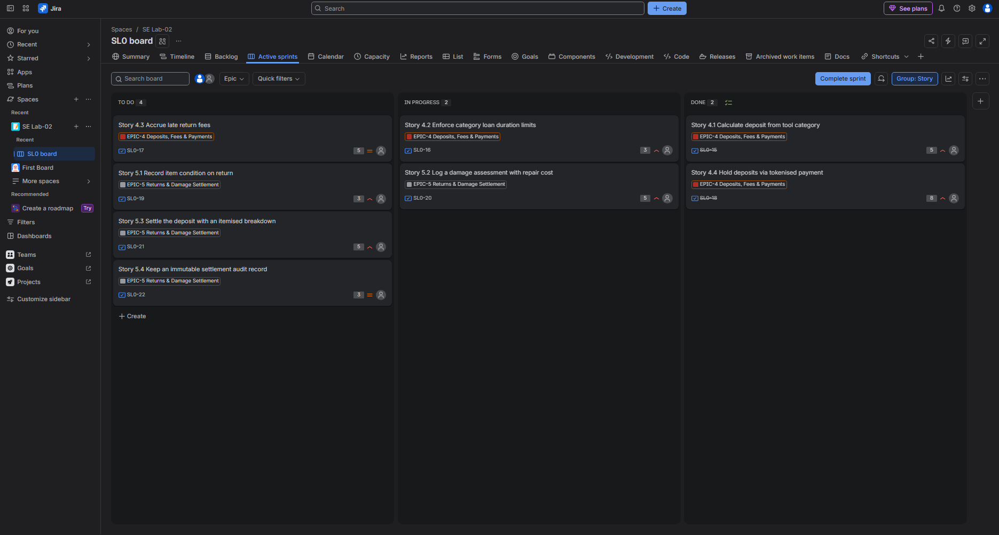 Jira
Search
Create
See plans
For you
Recent
Starred
Apps
Plans
Spaces
Recent
SE Lab-02
Recent
SL0 board
First Board
More spaces
Recommended
Create a roadmap Try
Filters
Dashboards
Teams
Goals
Projects
Customize sidebar
Spaces / SE Lab-02
SL0 board
Summary Timeline Backlog Active sprints Calendar Capacity Reports List Forms Goals Components Development Code Releases Archived work items Docs Shortcuts
Search board Epic Quick filters Complete sprint Group: Story
TO DO 4
Story 4.3 Accrue late return fees
EPIC-4 Deposits, Fees & Payments
SL0-17 5
Story 5.1 Record item condition on return
EPIC-5 Returns & Damage Settlement
SL0-19 3
Story 5.3 Settle the deposit with an itemised breakdown
EPIC-5 Returns & Damage Settlement
SL0-21 5
Story 5.4 Keep an immutable settlement audit record
EPIC-5 Returns & Damage Settlement
SL0-22 3
Create
IN PROGRESS 2
Story 4.2 Enforce category loan duration limits
EPIC-4 Deposits, Fees & Payments
SL0-16 3
Story 5.2 Log a damage assessment with repair cost
EPIC-5 Returns & Damage Settlement
SL0-20 5
DONE 2
Story 4.1 Calculate deposit from tool category
EPIC-4 Deposits, Fees & Payments
SL0-15 5
Story 4.4 Hold deposits via tokenised payment
EPIC-4 Deposits, Fees & Payments
SL0-18 8